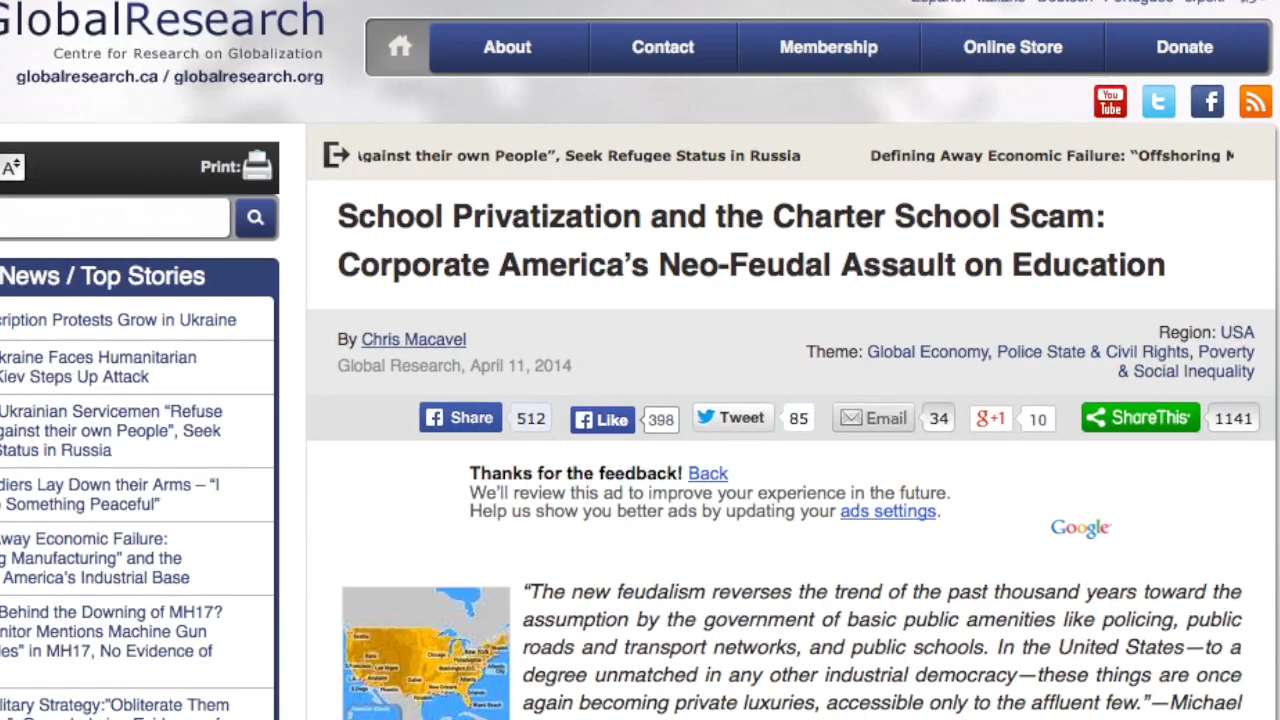 GlobalResearch
Centre for Research on Globalization
globalresearch.ca / globalresearch.org
About
Contact
Membership
Online Store
Donate
You
Tube
Print:
News / Top Stories
cription Protests Grow in Ukraine
kraine Faces Humanitarian
Kiev Steps Up Attack
Ukrainian Servicemen “Refuse
gainst their own People”, Seek
Status in Russia
diers Lay Down their Arms – “I
Something Peaceful”
way Economic Failure:
g Manufacturing” and the
America’s Industrial Base
Behind the Downing of MH17?
nitor Mentions Machine Gun
es” in MH17, No Evidence of
litary Strategy:”Obliterate Them
Against their own People”, Seek Refugee Status in Russia
Defining Away Economic Failure: “Offshoring M
School Privatization and the Charter School Scam:
Corporate America’s Neo-Feudal Assault on Education
By Chris Macavel
Global Research, April 11, 2014
Region: USA
Theme: Global Economy, Police State & Civil Rights, Poverty
& Social Inequality
Share 512
Like 398
Tweet 85
Email 34
g+1 10
ShareThis 1141
Thanks for the feedback! Back
We’ll review this ad to improve your experience in the future.
Help us show you better ads by updating your ads settings.
Google
“The new feudalism reverses the trend of the past thousand years toward the
assumption by the government of basic public amenities like policing, public
roads and transport networks, and public schools. In the United States—to a
degree unmatched in any other industrial democracy—these things are once
again becoming private luxuries, accessible only to the affluent few.”—Michael